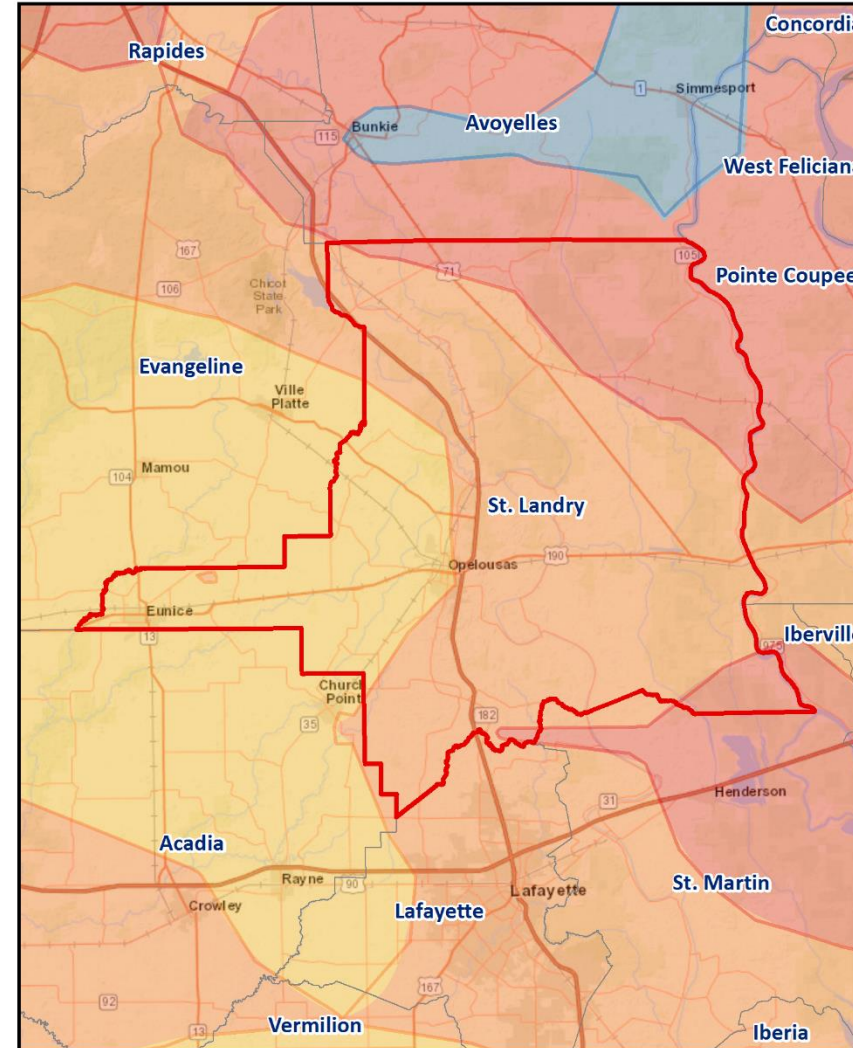 Concordia
Rapides
1
Simmesport
115
Bunkie
Avoyelles
West Felician
167
71
105
Pointe Coupee
106
Chicot
State
Park
Evangeline
Ville
Platte
Mamou
104
St. Landry
190
Opelousas
Eunice
13
Iberville
975
Church
Point
35
182
Henderson
31
Acadia
Rayne
90
Crowley
Lafayette
Lafayette
St. Martin
167
92
13
Vermilion
Iberia